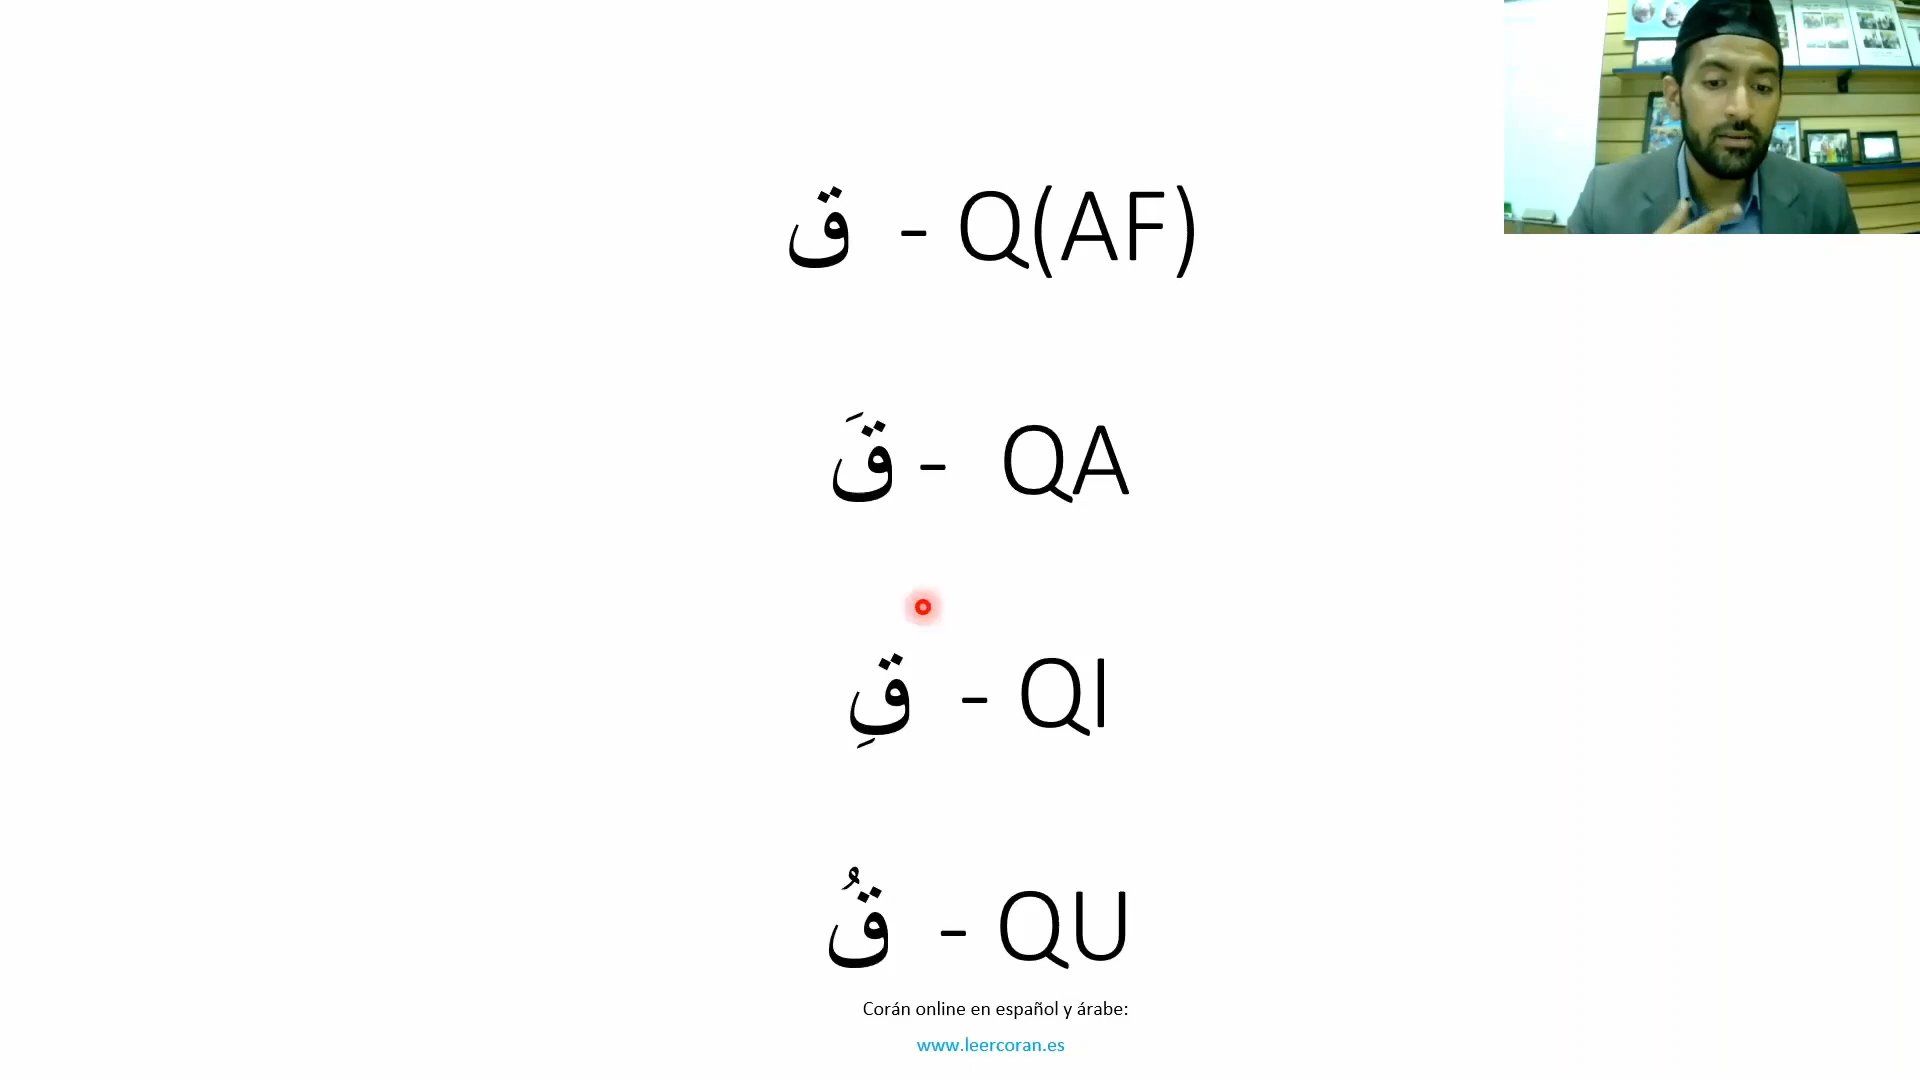 ق - Q(AF)
قَ - QA
قِ - QI
قُ - QU
Corán online en español y árabe:
www.leercoran.es